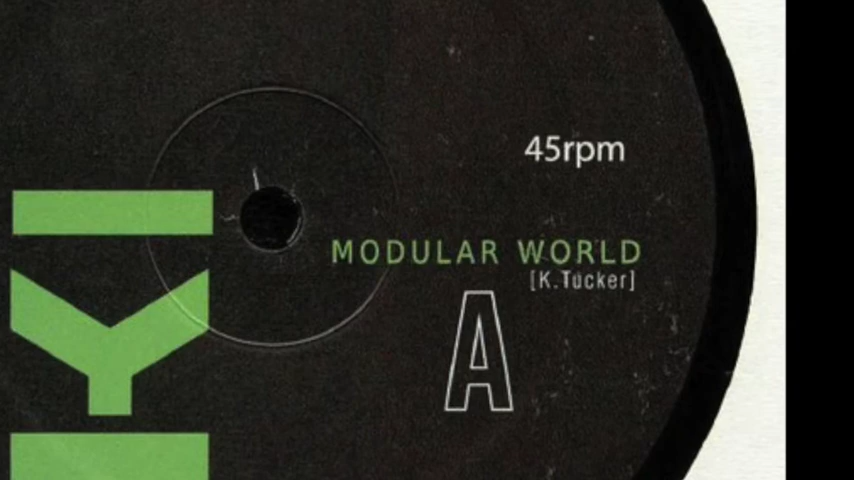 45rpm
MODULAR WORLD
[K.Tucker]
A
Y